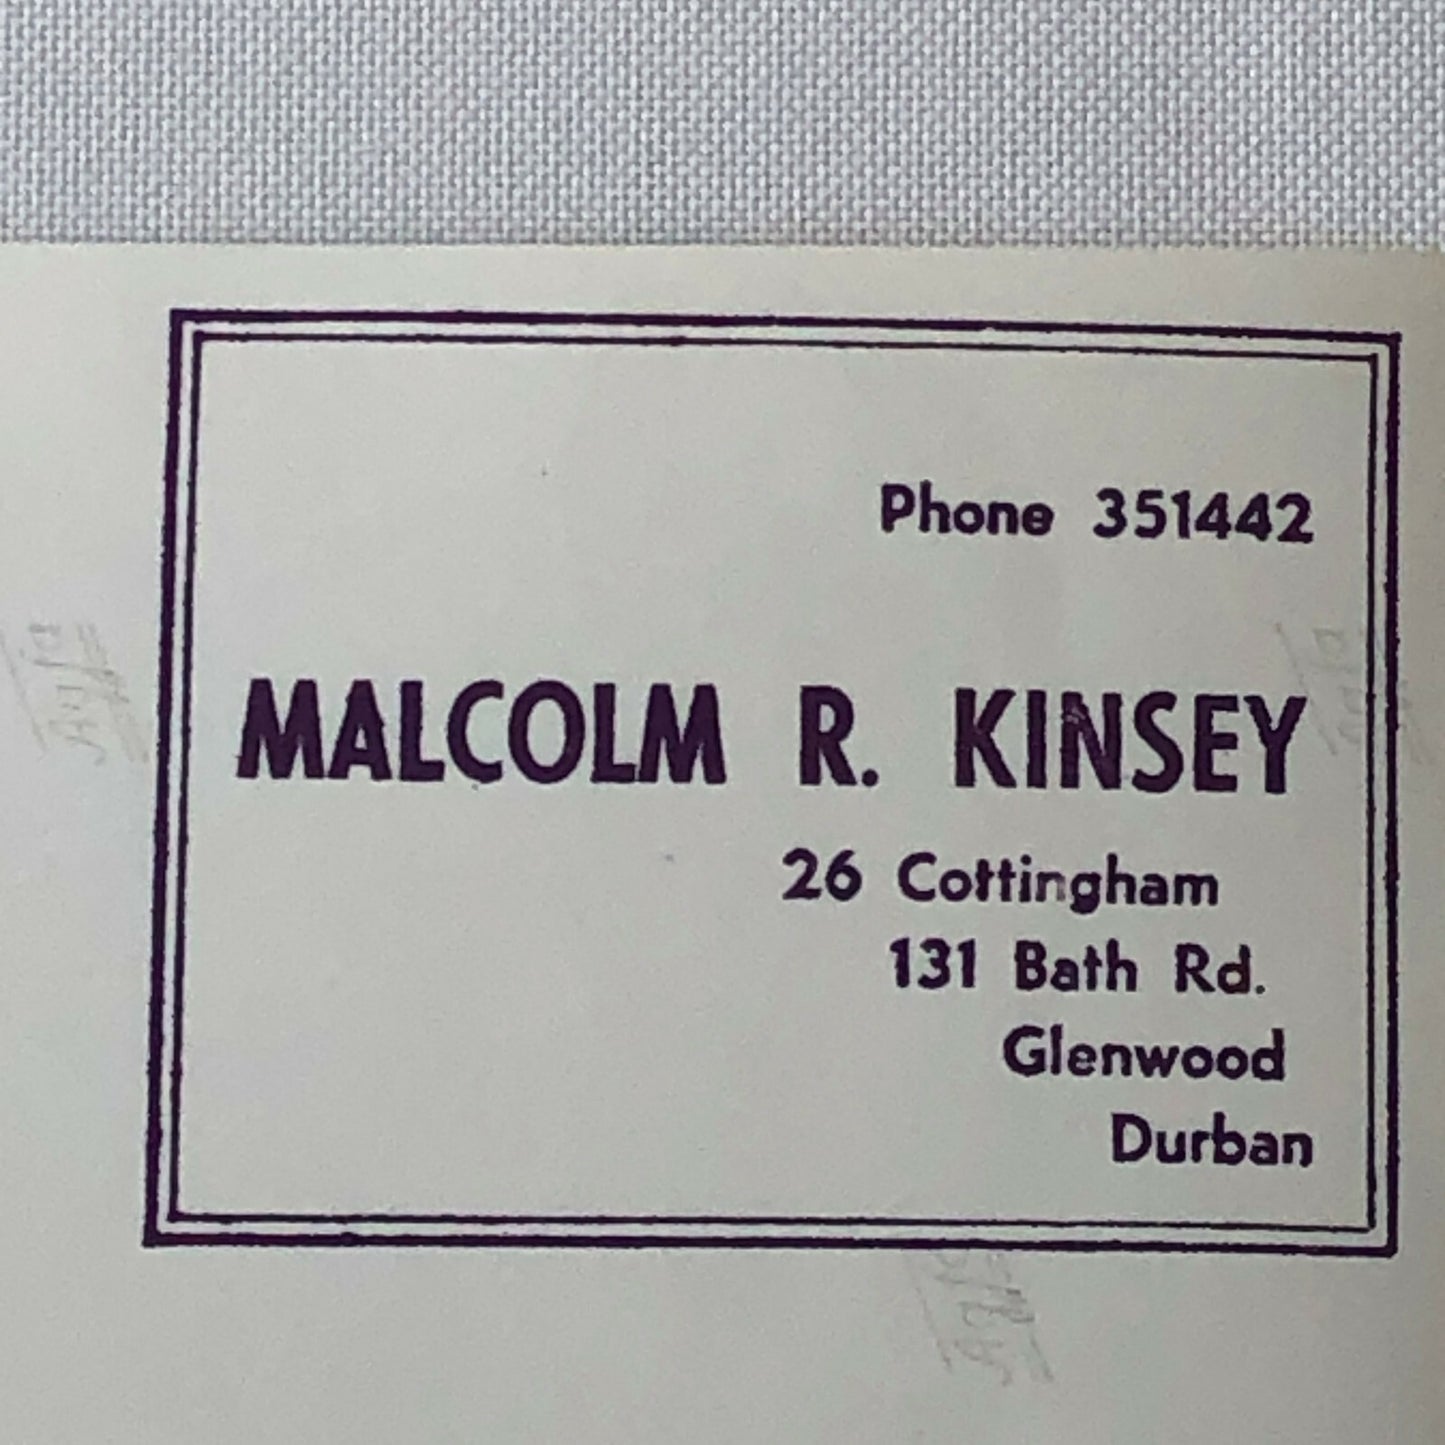 Phone 351442
MALCOLM R. KINSEY
26 Cottingham
131 Bath Rd.
Glenwood
Durban